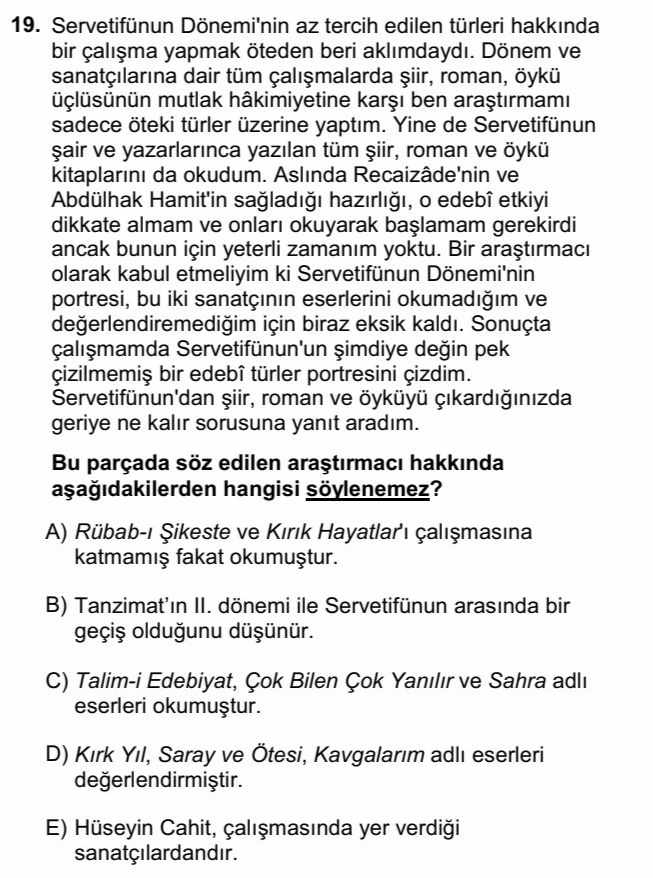 19. Servetifünun Dönemi'nin az tercih edilen türleri hakkında
bir çalışma yapmak öteden beri aklımdaydı. Dönem ve
sanatçılarına dair tüm çalışmalarda şiir, roman, öykü
üçlüsünün mutlak hâkimiyetine karşı ben araştırmamı
sadece öteki türler üzerine yaptım. Yine de Servetifünun
şair ve yazarlarınca yazılan tüm şiir, roman ve öykü
kitaplarını da okudum. Aslında Recaizâde'nin ve
Abdülhak Hamit'in sağladığı hazırlığı, o edebî etkiyi
dikkate almam ve onları okuyarak başlamam gerekirdi
ancak bunun için yeterli zamanım yoktu. Bir araştırmacı
olarak kabul etmeliyim ki Servetifünun Dönemi'nin
portresi, bu iki sanatçının eserlerini okumadığım ve
değerlendiremediğim için biraz eksik kaldı. Sonuçta
çalışmamda Servetifünun'un şimdiye değin pek
çizilmemiş bir edebî türler portresini çizdim.
Servetifünun'dan şiir, roman ve öyküyü çıkardığınızda
geriye ne kalır sorusuna yanıt aradım.
Bu parçada söz edilen araştırmacı hakkında
aşağıdakilerden hangisi söylenemez?
A) Rübab-ı Şikeste ve Kırık Hayatlar'ı çalışmasına
katmamış fakat okumuştur.
B) Tanzimat'ın II. dönemi ile Servetifünun arasında bir
geçiş olduğunu düşünür.
C) Talim-i Edebiyat, Çok Bilen Çok Yanılır ve Sahra adlı
eserleri okumuştur.
D) Kırk Yıl, Saray ve Ötesi, Kavgalarım adlı eserleri
değerlendirmiştir.
E) Hüseyin Cahit, çalışmasında yer verdiği
sanatçılardandır.